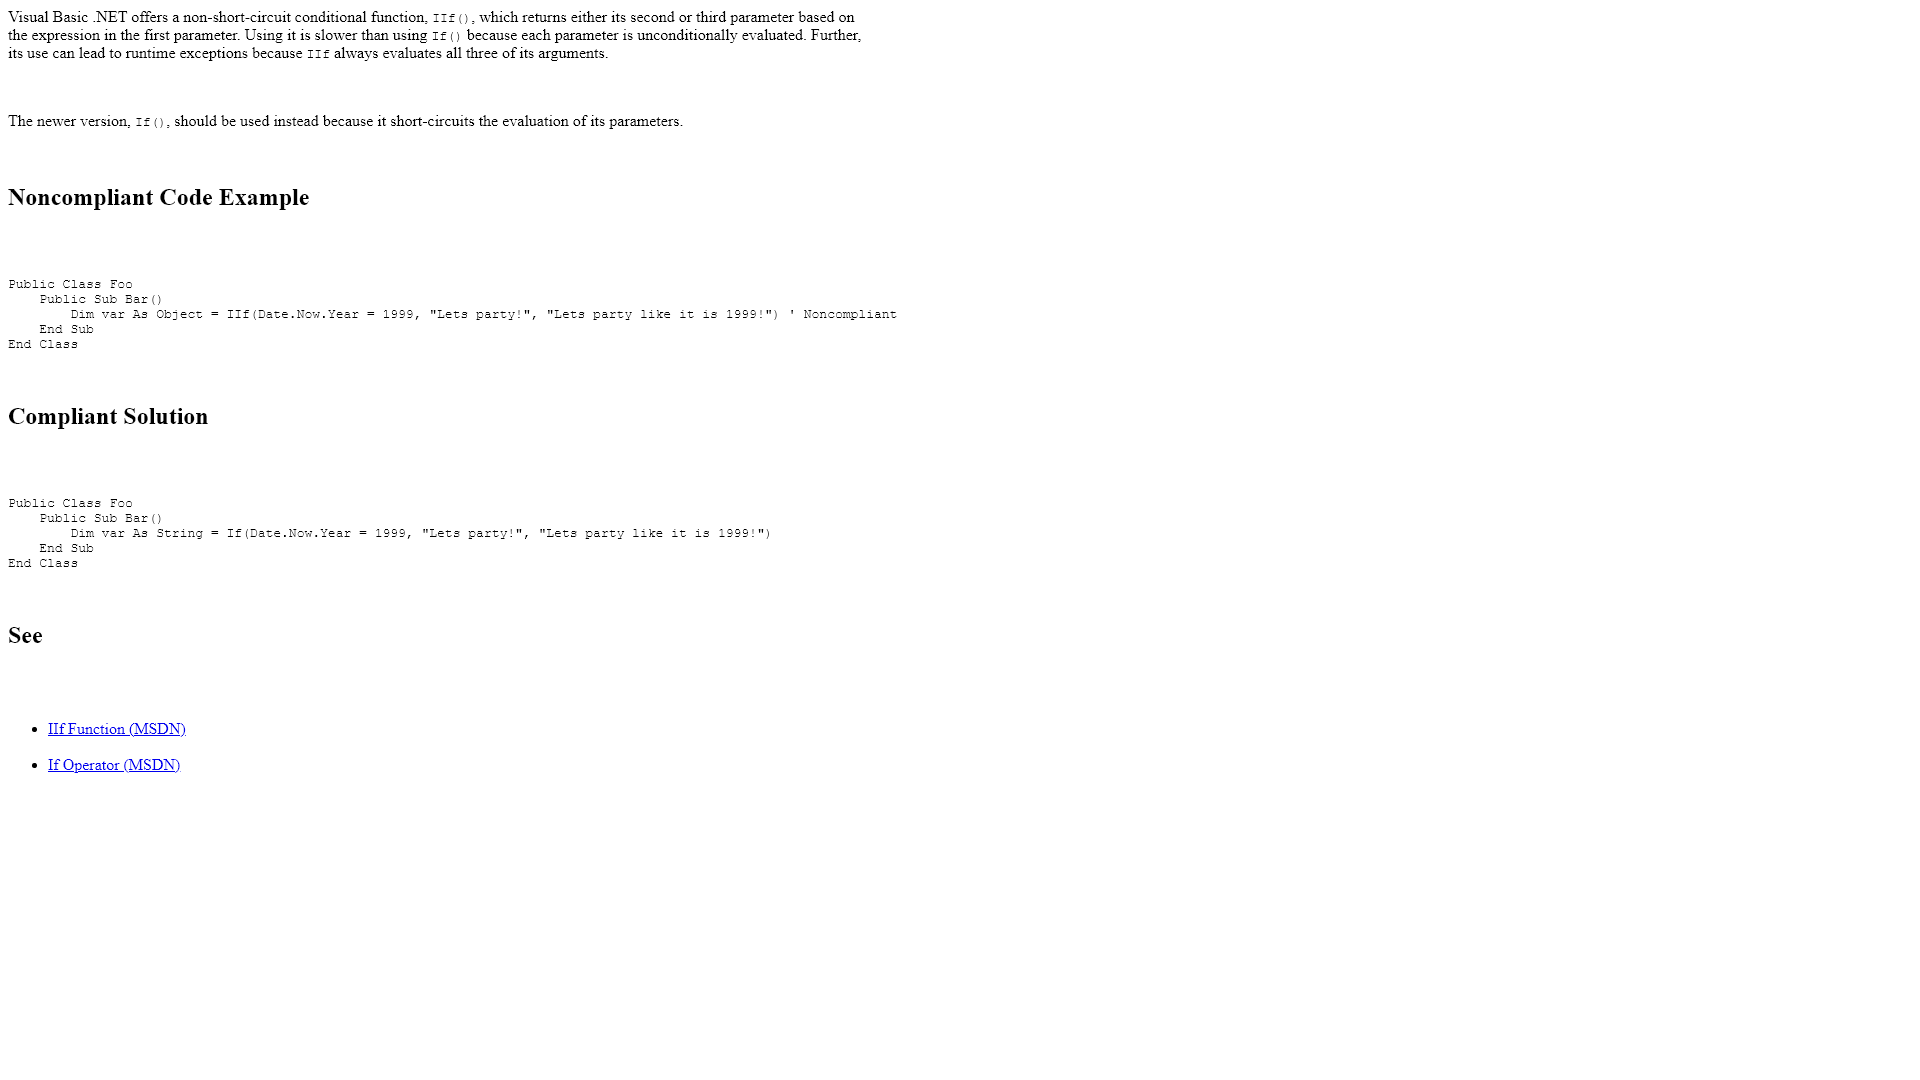 Visual Basic .NET offers a non-short-circuit conditional function, IIf(), which returns either its second or third parameter based on
the expression in the first parameter. Using it is slower than using If() because each parameter is unconditionally evaluated. Further,
its use can lead to runtime exceptions because IIf always evaluates all three of its arguments.
The newer version, If(), should be used instead because it short-circuits the evaluation of its parameters.
Noncompliant Code Example
Public Class Foo
    Public Sub Bar()
        Dim var As Object = IIf(Date.Now.Year = 1999, "Lets party!", "Lets party like it is 1999!") ' Noncompliant
    End Sub
End Class
Compliant Solution
Public Class Foo
    Public Sub Bar()
        Dim var As String = If(Date.Now.Year = 1999, "Lets party!", "Lets party like it is 1999!")
    End Sub
End Class
See
• IIf Function (MSDN)
• If Operator (MSDN)